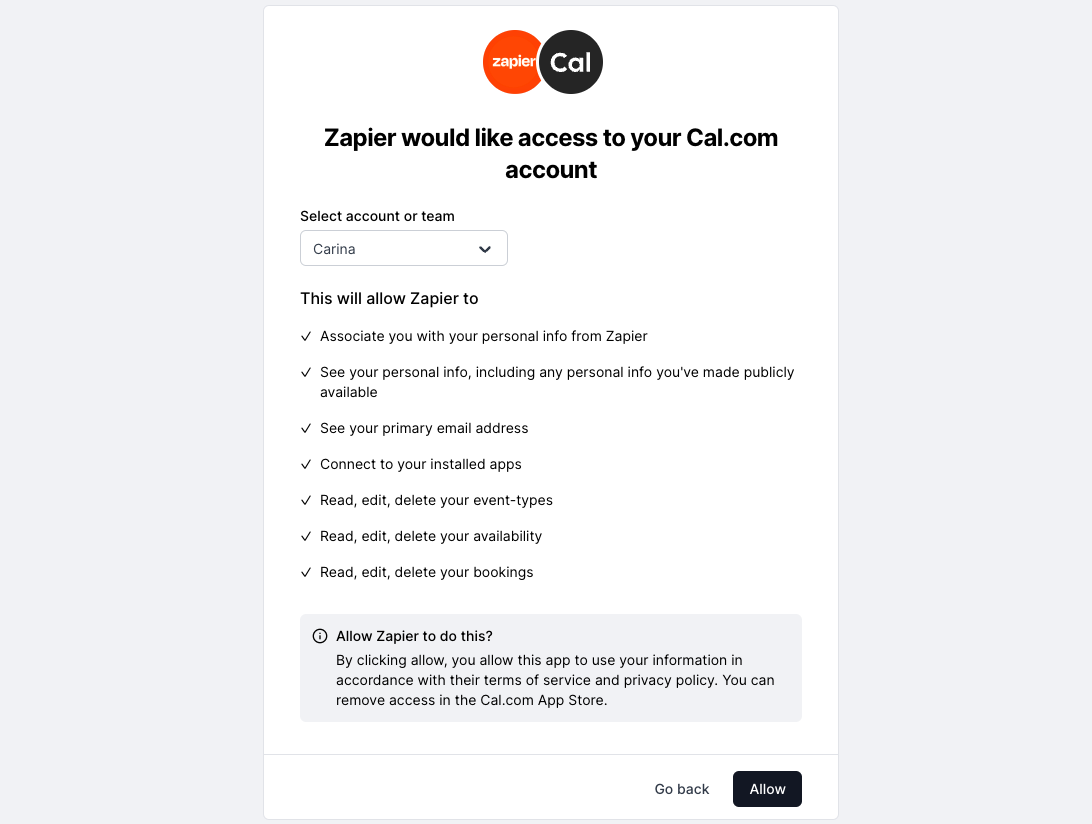 zapier Cal
Zapier would like access to your Cal.com
account
Select account or team
Carina
This will allow Zapier to
Associate you with your personal info from Zapier
See your personal info, including any personal info you've made publicly
available
See your primary email address
Connect to your installed apps
Read, edit, delete your event-types
Read, edit, delete your availability
Read, edit, delete your bookings
Allow Zapier to do this?
By clicking allow, you allow this app to use your information in
accordance with their terms of service and privacy policy. You can
remove access in the Cal.com App Store.
Go back Allow